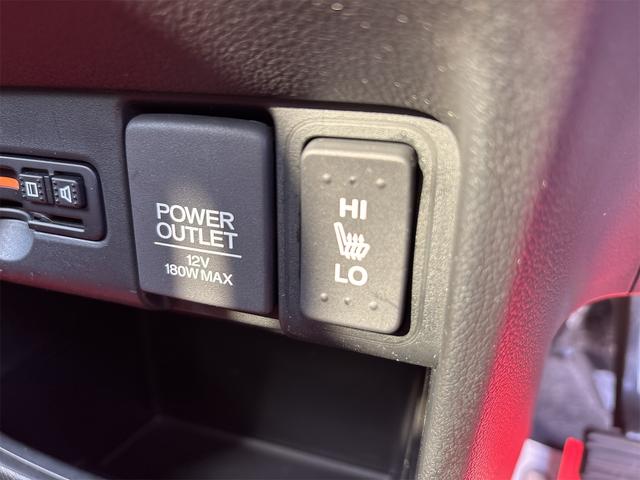 POWER
OUTLET
12V
180W MAX
HI
LO